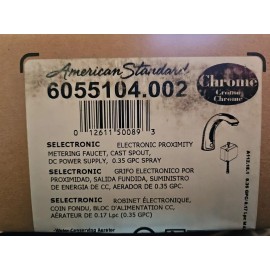 American Standard
6055104.002
Chrome
Cromo
Chrome
0 12611 50089 3
SELECTRONIC ELECTRONIC PROXIMITY
METERING FAUCET, CAST SPOUT,
DC POWER SUPPLY, 0.35 GPC SPRAY
SELECTRONIC GRIFO ELECTRONICO POR
PROXIMIDAD, SALIDA FUNDIDA, SUMINISTRO
DE ENERGIA DE CC, AERADOR DE 0.35 GPC.
SELECTRONIC ROBINET ÉLECTRONIQUE,
COIN FONDU, BLOC D'ALIMENTATION CC,
AÉRATEUR DE 0.17 Lpc (0.35 GPC)